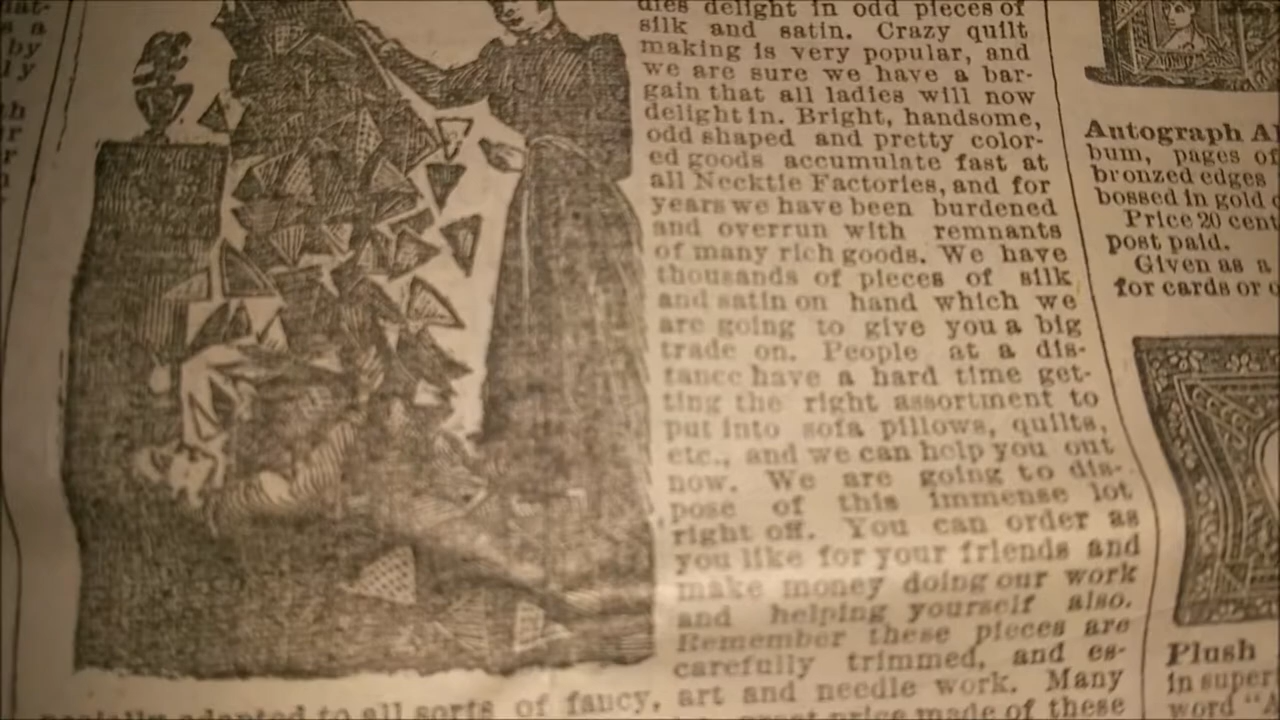 dies delight in odd pieces of
silk and satin. Crazy quilt
making is very popular, and
we are sure we have a bar-
gain that all ladies will now
delight in. Bright, handsome,
odd shaped and pretty color-
ed goods accumulate fast at
all Necktie Factories, and for
years we have been burdened
and overrun with remnants
of many rich goods. We have
thousands of pieces of silk
and satin on hand which we
are going to give you a big
trade on. People at a dis-
tance have a hard time get-
ting the right assortment to
put into sofa pillows, quilts,
etc., and we can help you out
now. We are going to dis-
pose of this immense lot
right off. You can order as
you like for your friends and
make money doing our work
and helping yourself also.
Remember these pieces are
carefully trimmed, and es-
pecially adapted to all sorts of fancy, art and needle work. Many
great price made of these
Autograph Al
bum, pages of
bronzed edges
bossed in gold
Price 20 cent
post paid.
Given as a
for cards or
Plush
in super
word "A
by